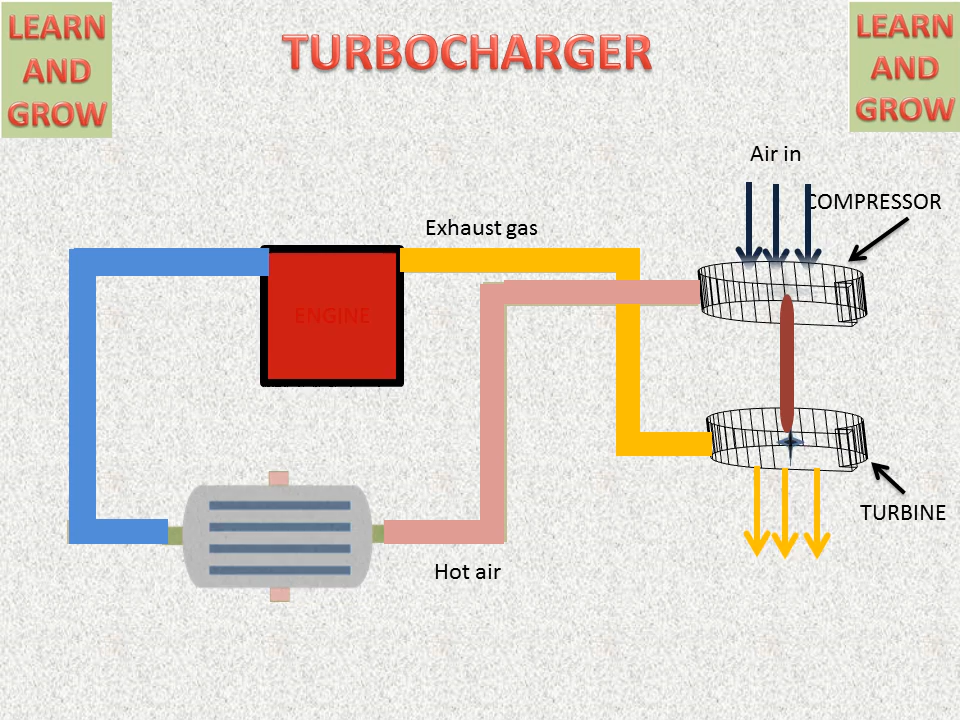 LEARN
AND
GROW
TURBOCHARGER
LEARN
AND
GROW
Air in
COMPRESSOR
Exhaust gas
ENGINE
TURBINE
Hot air